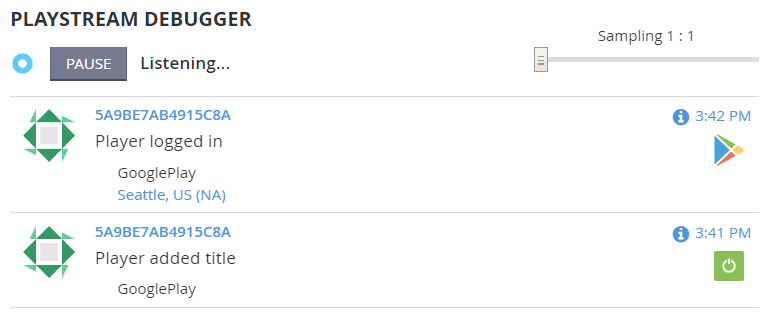 PLAYSTREAM DEBUGGER
Sampling 1 : 1
PAUSE Listening...
5A9BE7AB4915C8A 3:42 PM
Player logged in
GooglePlay
Seattle, US (NA)
5A9BE7AB4915C8A 3:41 PM
Player added title
GooglePlay